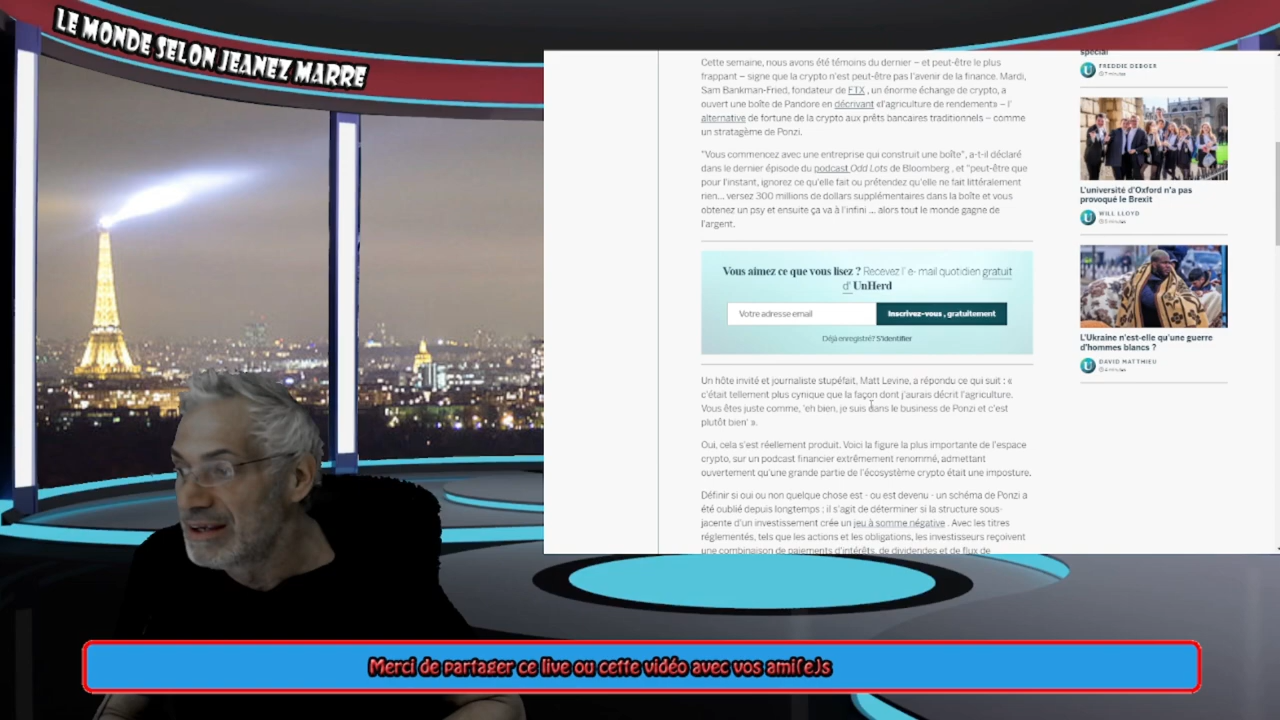 LE MONDE SELON JEANEZ MARRE
Cette semaine, nous avons été témoins du dernier – et peut-être le plus
frappant – signe que la crypto n'est peut-être pas l'avenir de la finance. Mardi,
Sam Bankman-Fried, fondateur de FTX , un énorme échange de crypto, a
ouvert une boîte de Pandore en décrivant «l'agriculture de rendement» – l'
alternative de fortune de la crypto aux prêts bancaires traditionnels – comme
un stratagème de Ponzi.
"Vous commencez avec une entreprise qui construit une boîte", a-t-il déclaré
dans le dernier épisode du podcast Odd Lots de Bloomberg , et "peut-être que
pour l'instant, ignorez ce qu'elle fait ou prétendez qu'elle ne fait littéralement
rien... versez 300 millions de dollars supplémentaires dans la boîte et vous
obtenez un psy et ensuite ça va à l'infini ... alors tout le monde gagne de
l'argent.
Vous aimez ce que vous lisez ? Recevez l' e- mail quotidien gratuit
d' UnHerd
Votre adresse email
Inscrivez-vous , gratuitement
Déjà enregistré? S'identifier
Un hôte invité et journaliste stupéfait, Matt Levine, a répondu ce qui suit : «
c'était tellement plus cynique que la façon dont j'aurais décrit l'agriculture.
Vous êtes juste comme, 'eh bien, je suis dans le business de Ponzi et c'est
plutôt bien' ».
Oui, cela s'est réellement produit. Voici la figure la plus importante de l'espace
crypto, sur un podcast financier extrêmement renommé, admettant
ouvertement qu'une grande partie de l'écosystème crypto était une imposture.
Définir si oui ou non quelque chose est - ou est devenu - un schéma de Ponzi a
été oublié depuis longtemps : il s'agit de déterminer si la structure sous-
jacente d'un investissement crée un jeu à somme négative . Avec les titres
réglementés, tels que les actions et les obligations, les investisseurs reçoivent
une combinaison de paiements d'intérêts, de dividendes et de flux de
spécial
FREDDIE DEBOER
7 minutes
L'université d'Oxford n'a pas
provoqué le Brexit
WILL LLOYD
L'Ukraine n'est-elle qu'une guerre
d'hommes blancs ?
DAVID MATTHIEU
Merci de partager ce live ou cette vidéo avec vos ami(e)s